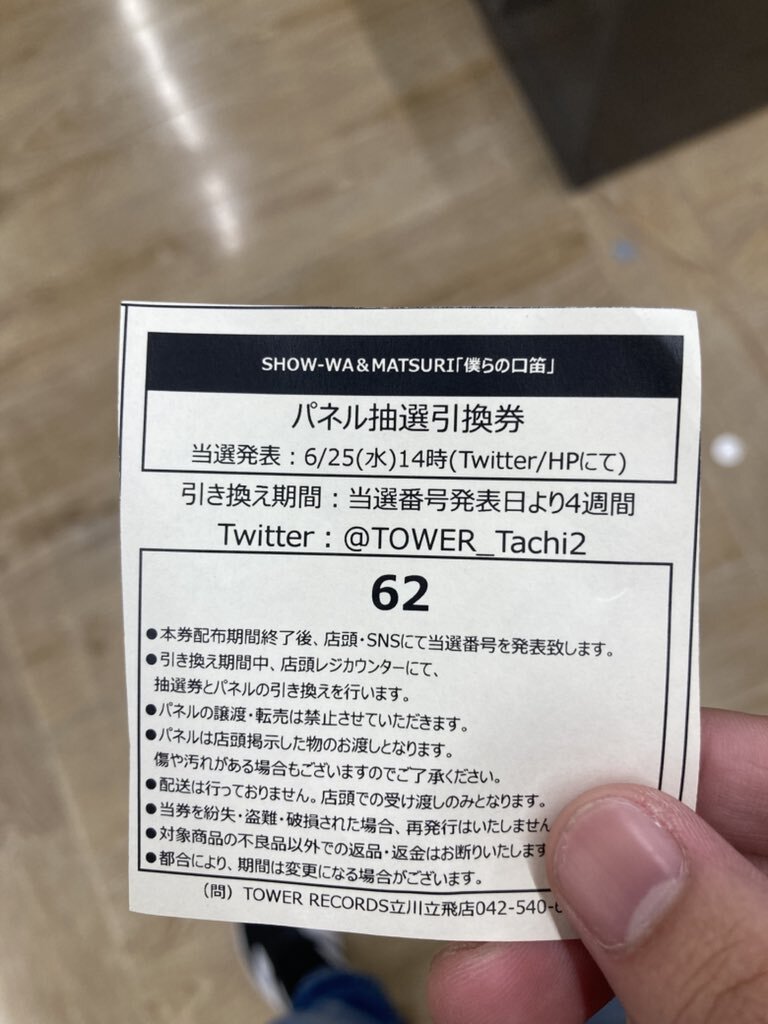 SHOW-WA&MATSURI「僕らの口笛」
パネル抽選引換券
当選発表：6/25(水)14時(Twitter/HPにて)
引き換え期間：当選番号発表日より4週間
Twitter：@TOWER_Tachi2
62
●本券配布期間終了後、店頭・SNSにて当選番号を発表致します。
●引き換え期間中、店頭レジカウンターにて、
抽選券とパネルの引き換えを行います。
●パネルの譲渡・転売は禁止させていただきます。
●パネルは店頭掲示した物のお渡しとなります。
傷や汚れがある場合もございますのでご了承ください。
●配送は行っておりません。店頭での受け渡しのみとなります。
●当券を紛失・盗難・破損された場合、再発行はいたしません
●対象商品の不良品以外での返品・返金はお断りいたします
●都合により、期間は変更になる場合がございます。
（問）TOWER RECORDS立川立飛店042-540-